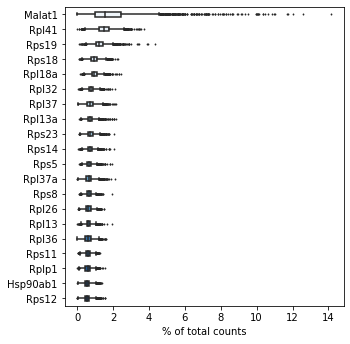 Malat1
Rpl41
Rps19
Rps18
Rpl18a
Rpl32
Rpl37
Rpl13a
Rps23
Rps14
Rps5
Rpl37a
Rps8
Rpl26
Rpl13
Rpl36
Rps11
Rplp1
Hsp90ab1
Rps12
0 2 4 6 8 10 12 14
% of total counts